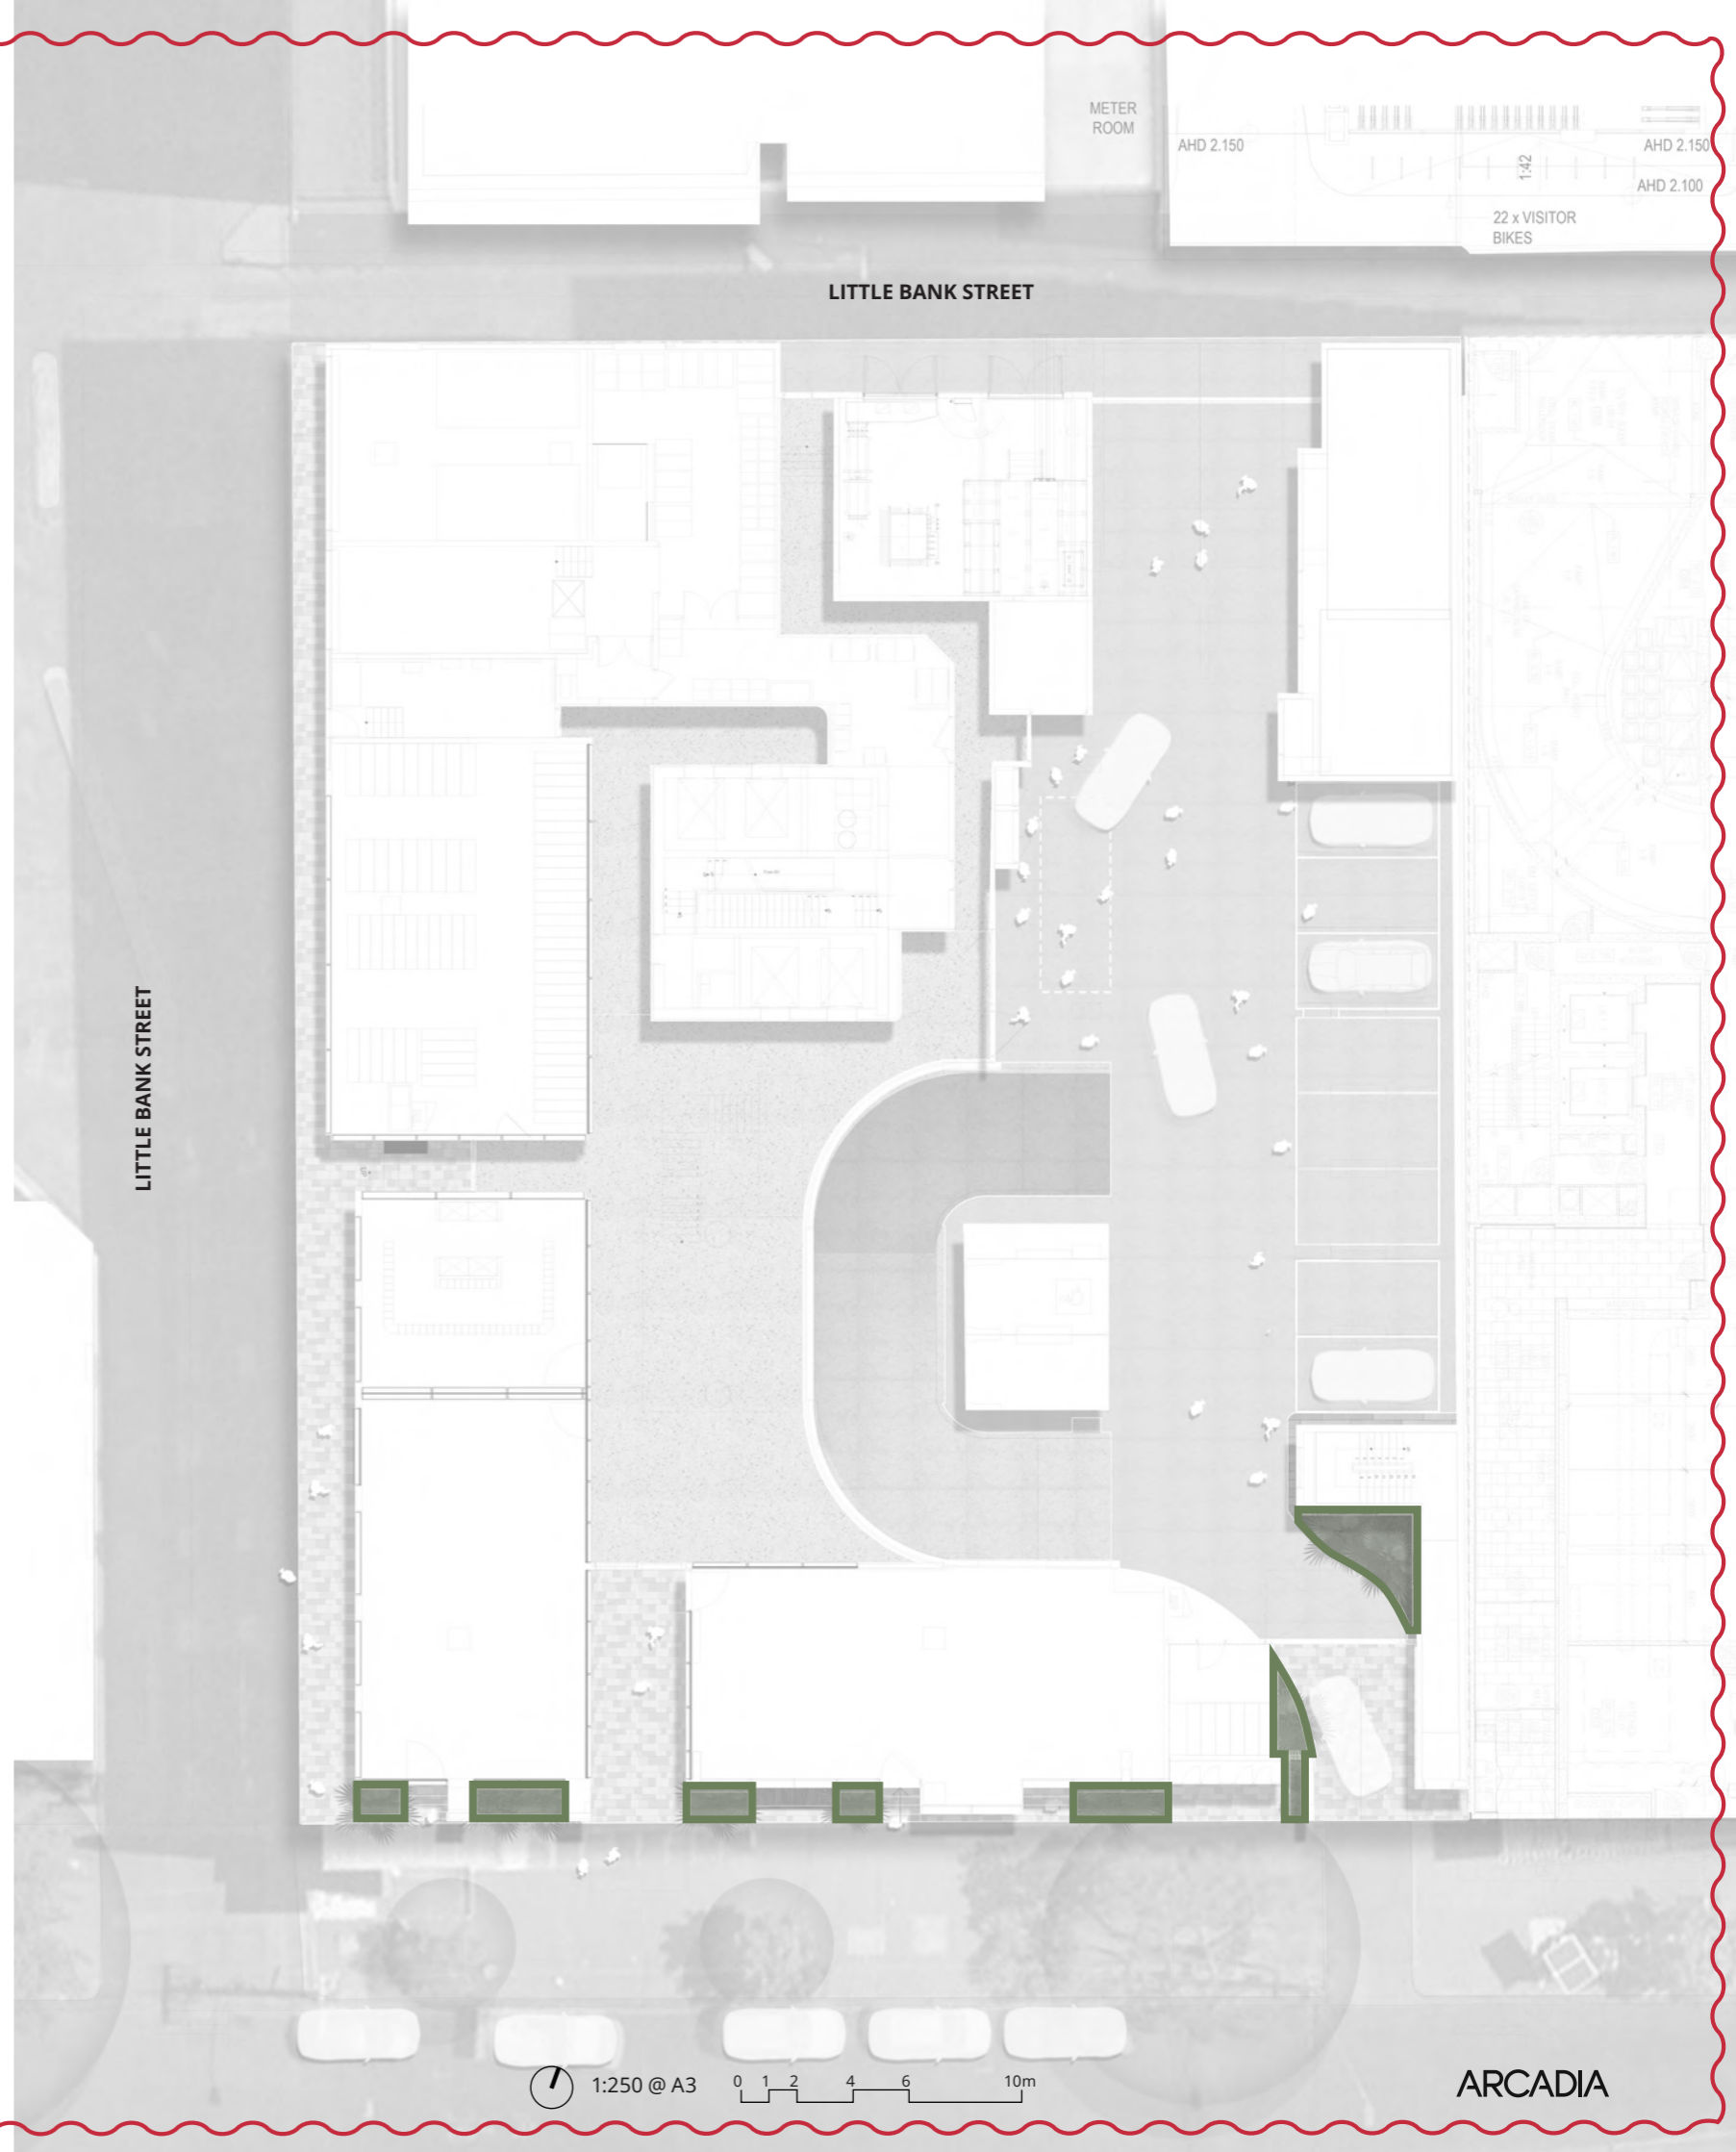 METER
ROOM
AHD 2.150
1:42
AHD 2.150
AHD 2.100
22 x VISITOR
BIKES
LITTLE BANK STREET
LITTLE BANK STREET
1:250 @ A3
0 1 2 4 6 10m
ARCADIA